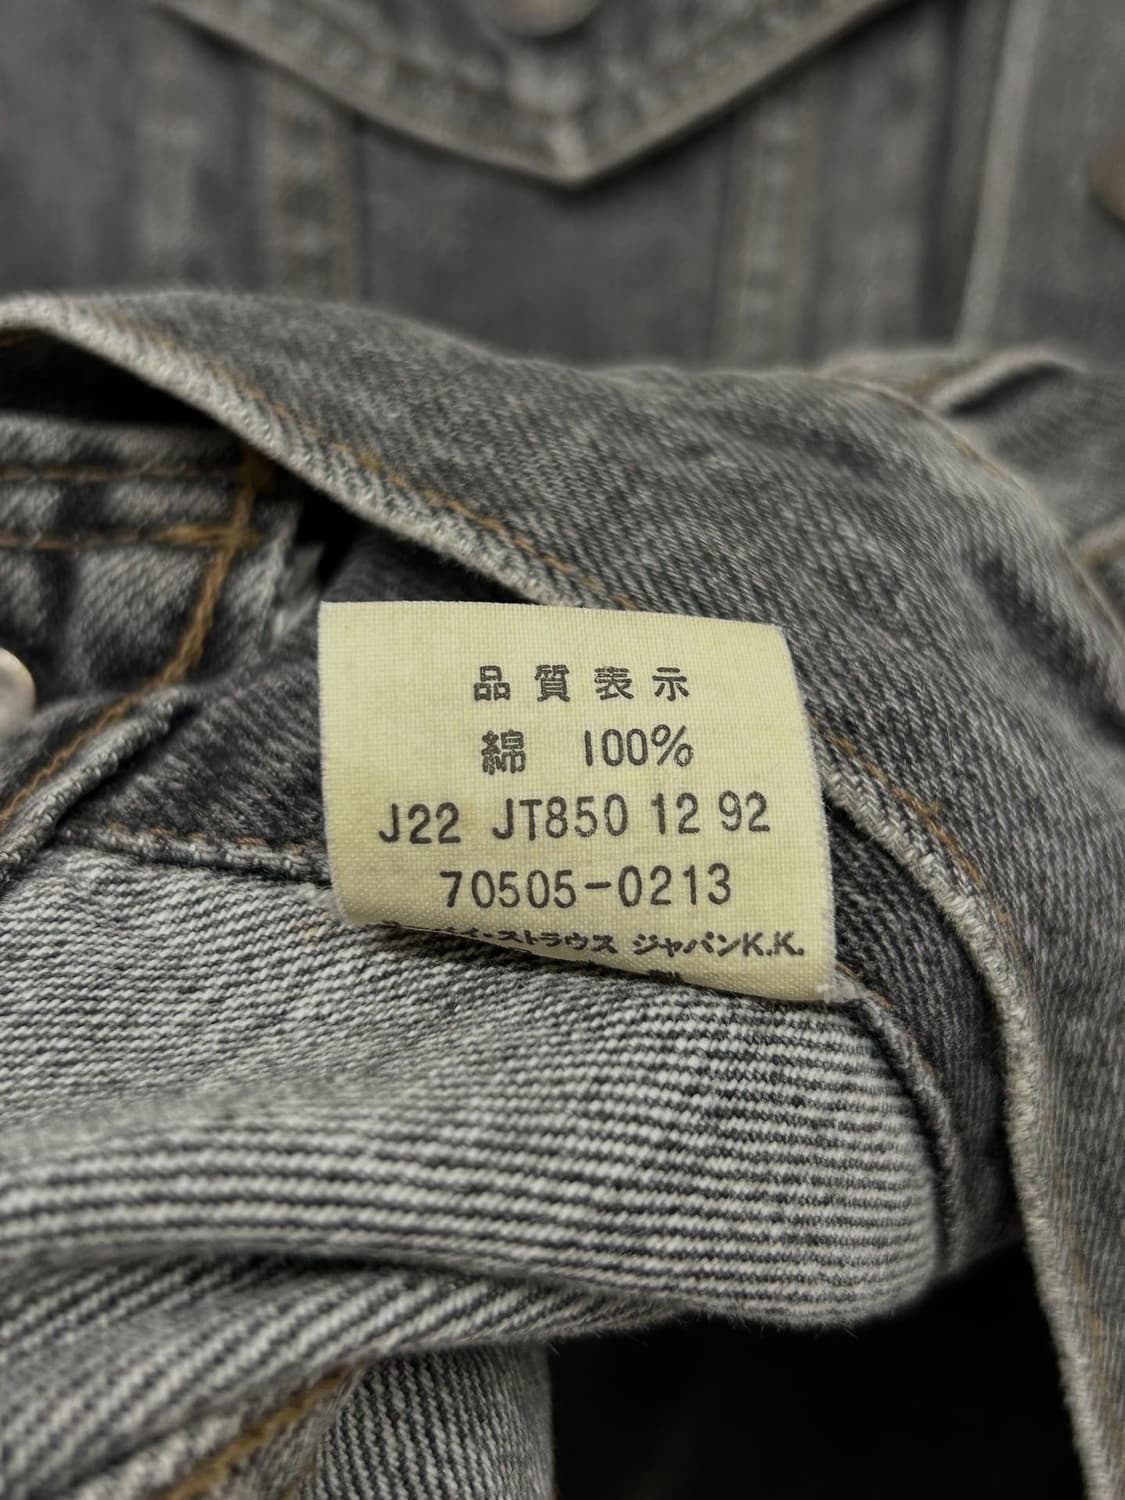 品質表示
綿 100%
J22 JT850 12 92
70505-0213
ストラウス ジャパンK.K.